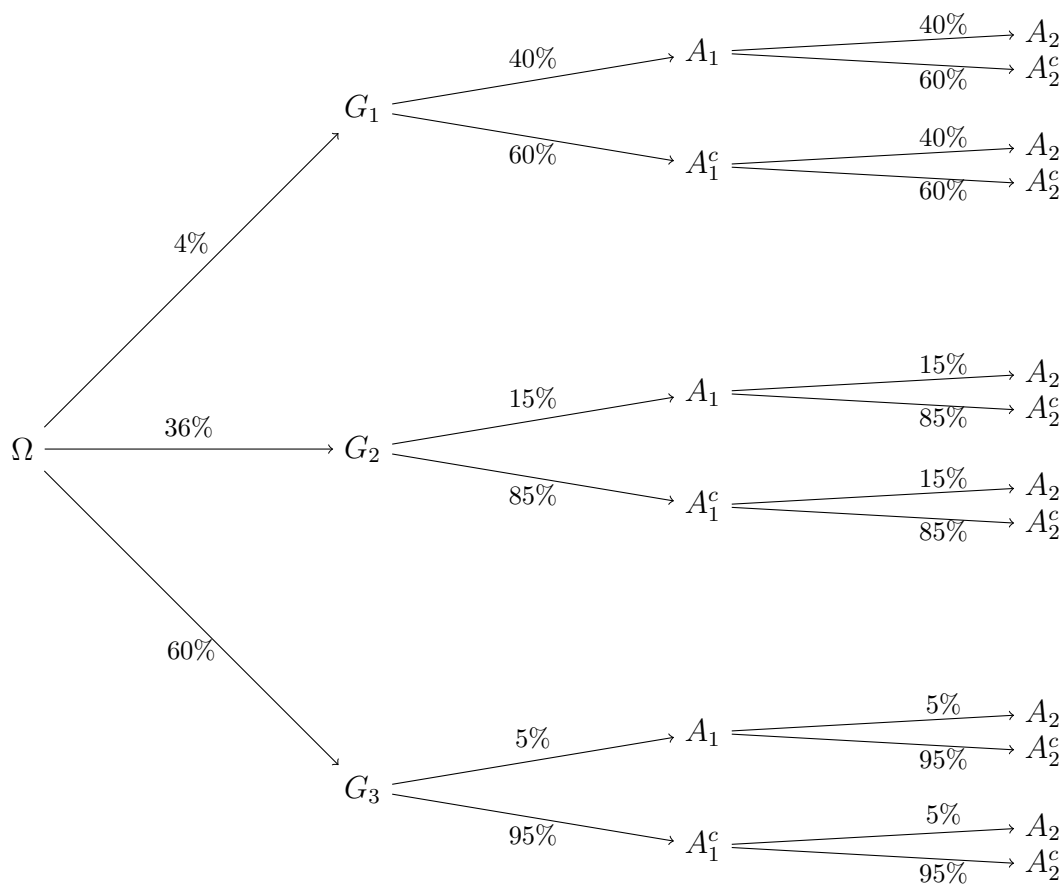 40% A₂
40% A₁
60% A₂ᶜ
G₁
40% A₂
60% A₁ᶜ
60% A₂ᶜ
4%
15% A₂
15% A₁
85% A₂ᶜ
Ω 36% G₂
15% A₂
85% A₁ᶜ
85% A₂ᶜ
60%
5% A₂
5% A₁
95% A₂ᶜ
G₃
5% A₂
95% A₁ᶜ
95% A₂ᶜ